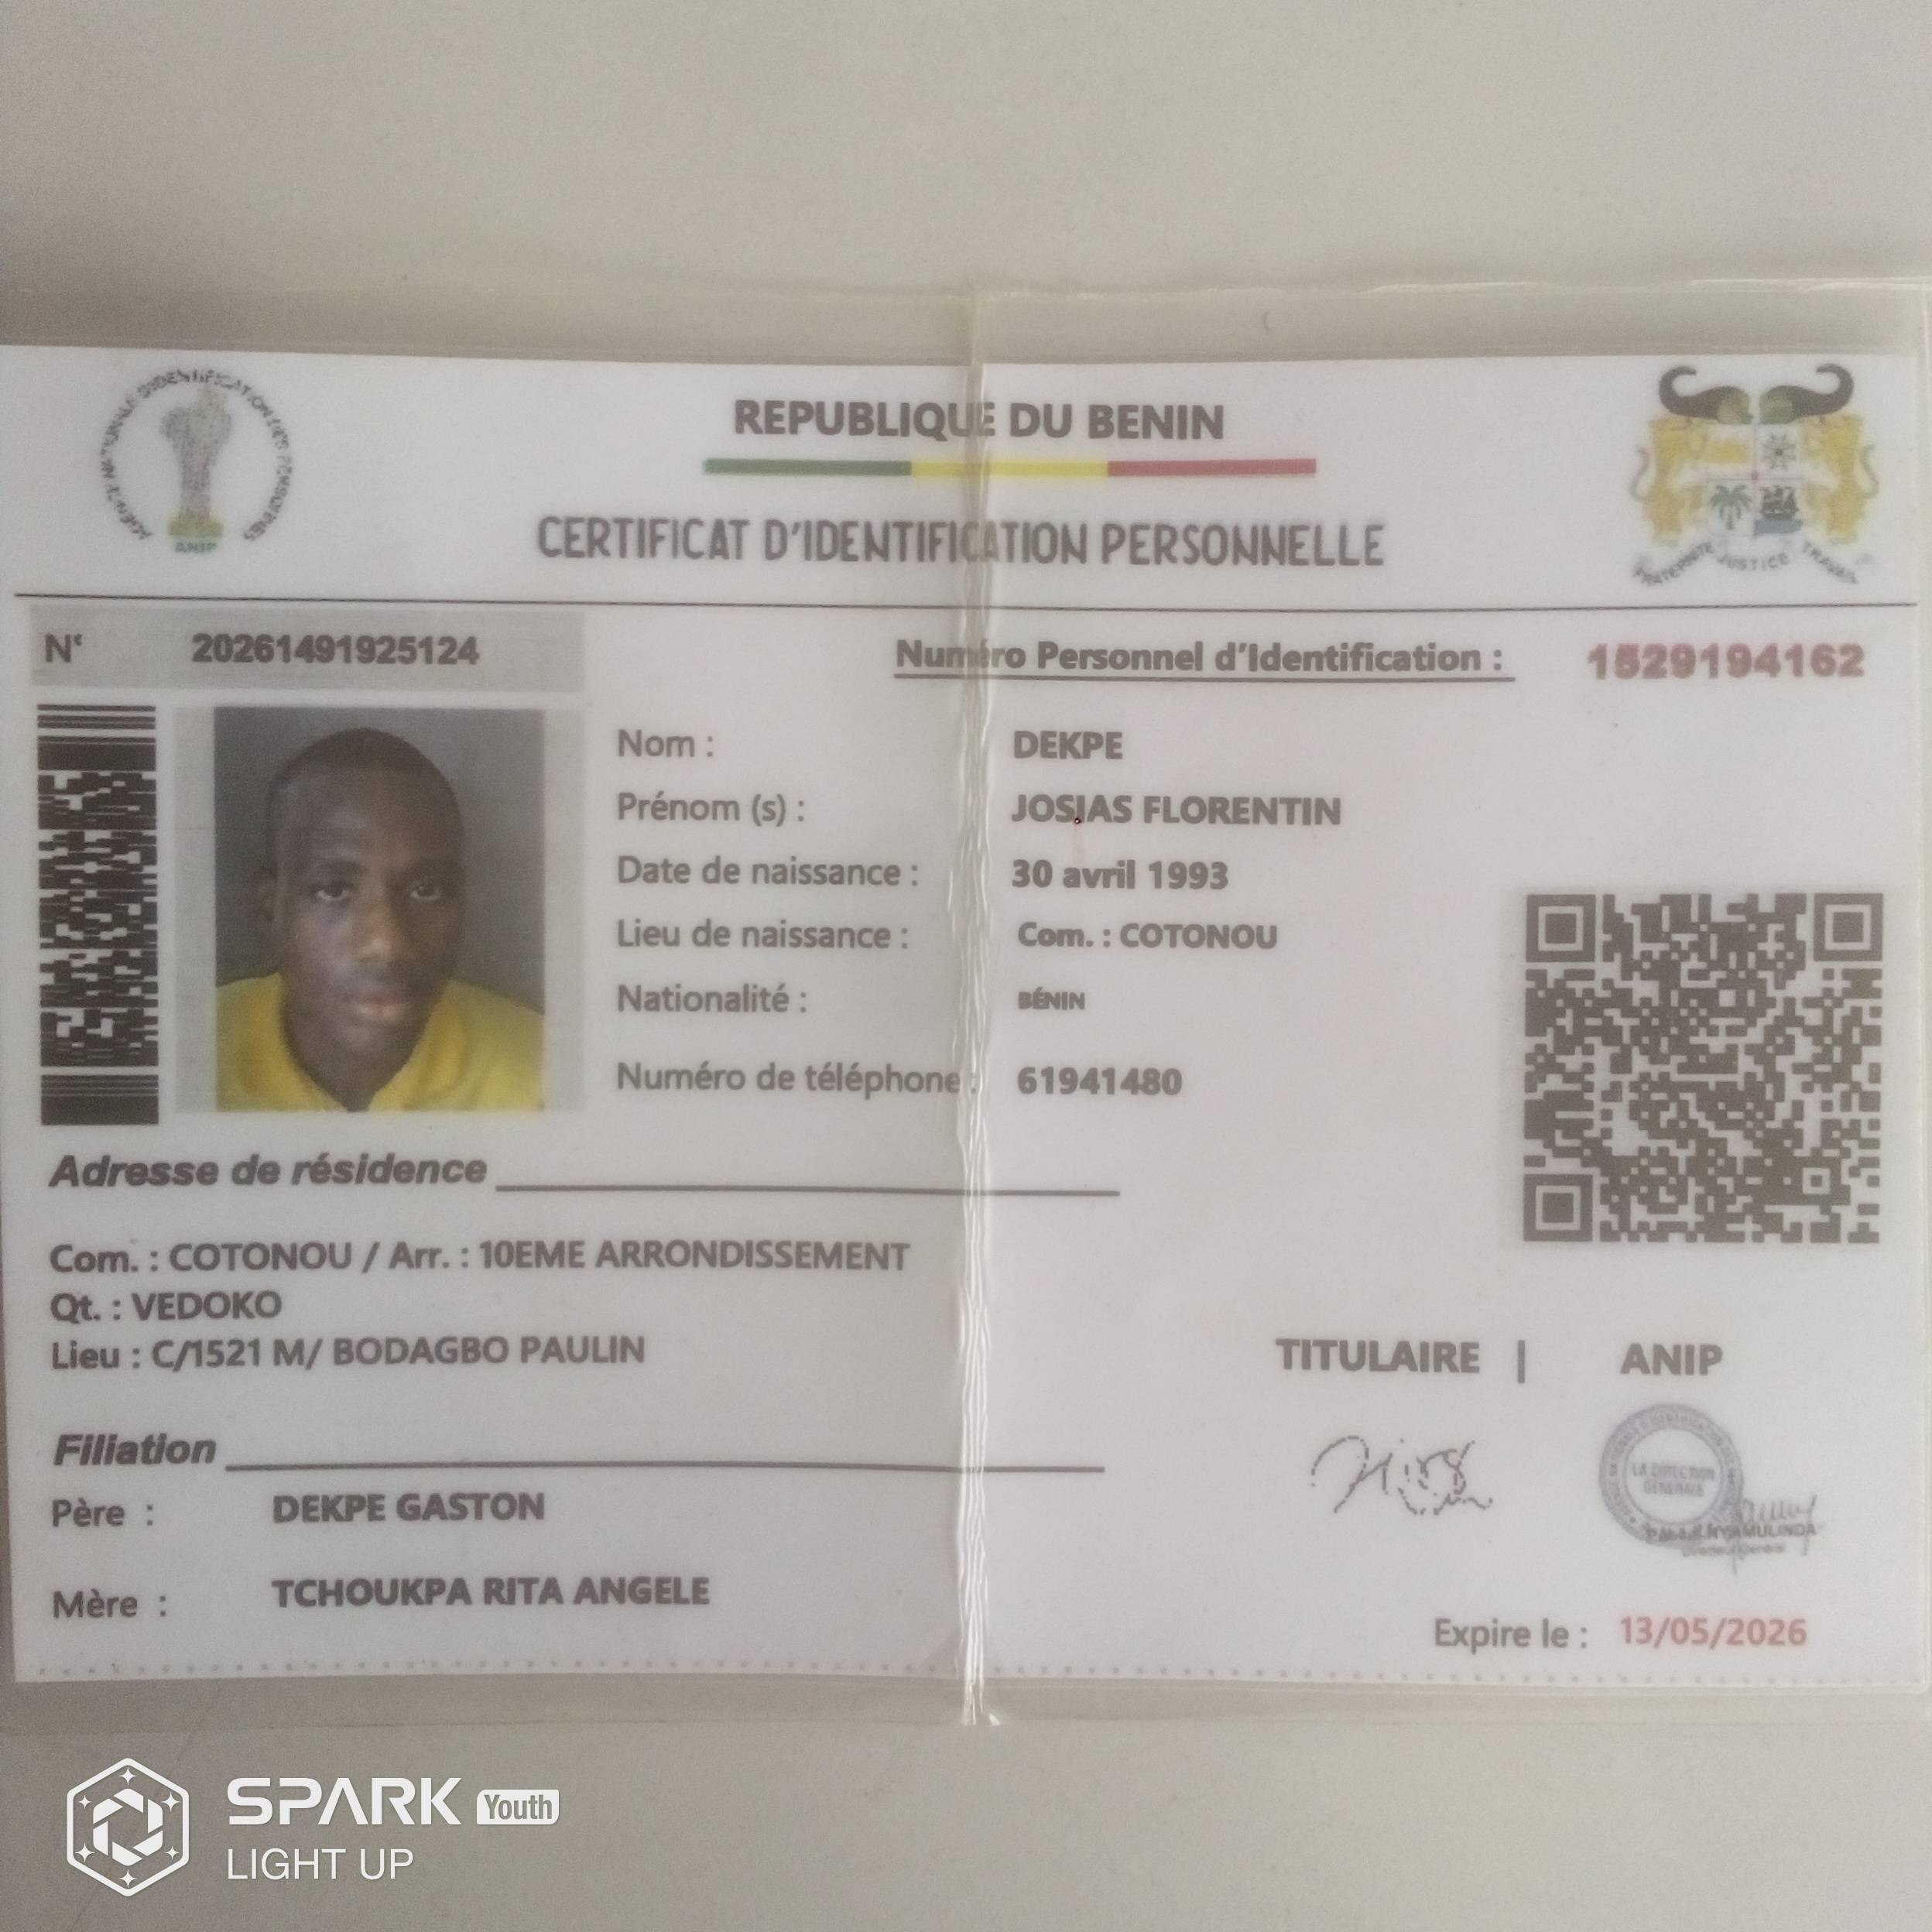 AGENCE NATIONALE D'IDENTIFICATION DES PERSONNES
ANIP
REPUBLIQUE DU BENIN
CERTIFICAT D'IDENTIFICATION PERSONNELLE
FRATERNITE JUSTICE TRAVAIL
N° 20261491925124
Numéro Personnel d'Identification : 1529194162
Nom : DEKPE
Prénom (s) : JOSIAS FLORENTIN
Date de naissance : 30 avril 1993
Lieu de naissance : Com. : COTONOU
Nationalité : BÉNIN
Numéro de téléphone : 61941480
Adresse de résidence
Com. : COTONOU / Arr. : 10EME ARRONDISSEMENT
Qt. : VEDOKO
Lieu : C/1521 M/ BODAGBO PAULIN
TITULAIRE | ANIP
Filiation
Père : DEKPE GASTON
Mère : TCHOUKPA RITA ANGELE
LA DIRECTION
GENERALE
Directeur Général
Expire le : 13/05/2026
SPARK Youth
LIGHT UP